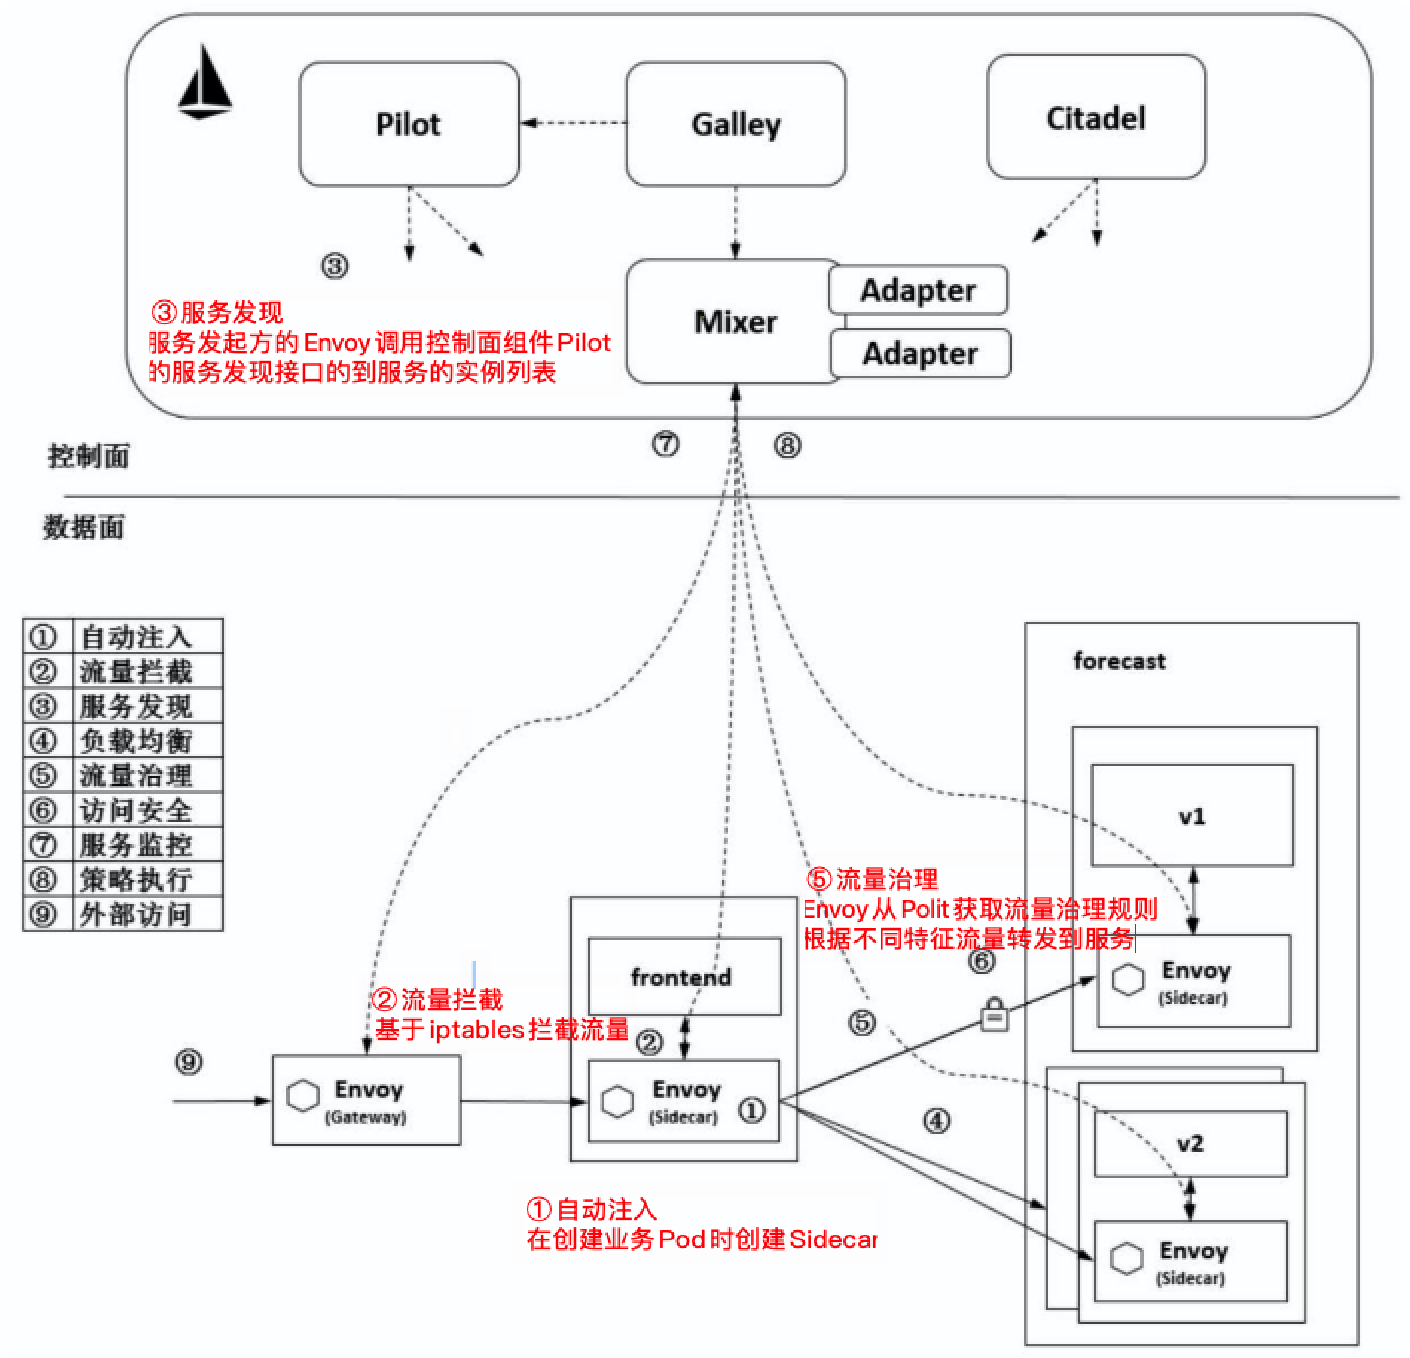 Pilot
Galley
Citadel
③
③服务发现
服务发起方的Envoy调用控制面组件Pilot
的服务发现接口的到服务的实例列表
Mixer
Adapter
Adapter
⑦
⑧
控制面
数据面
① 自动注入
② 流量拦截
③ 服务发现
④ 负载均衡
⑤ 流量治理
⑥ 访问安全
⑦ 服务监控
⑧ 策略执行
⑨ 外部访问
forecast
v1
⑤流量治理
Envoy从Polit获取流量治理规则
根据不同特征流量转发到服务
⑥
Envoy
(Sidecar)
frontend
②流量拦截
基于iptables拦截流量
②
⑤
⑨
Envoy
(Gateway)
Envoy
(Sidecar)
①
④
v2
①自动注入
在创建业务Pod时创建Sidecar
Envoy
(Sidecar)